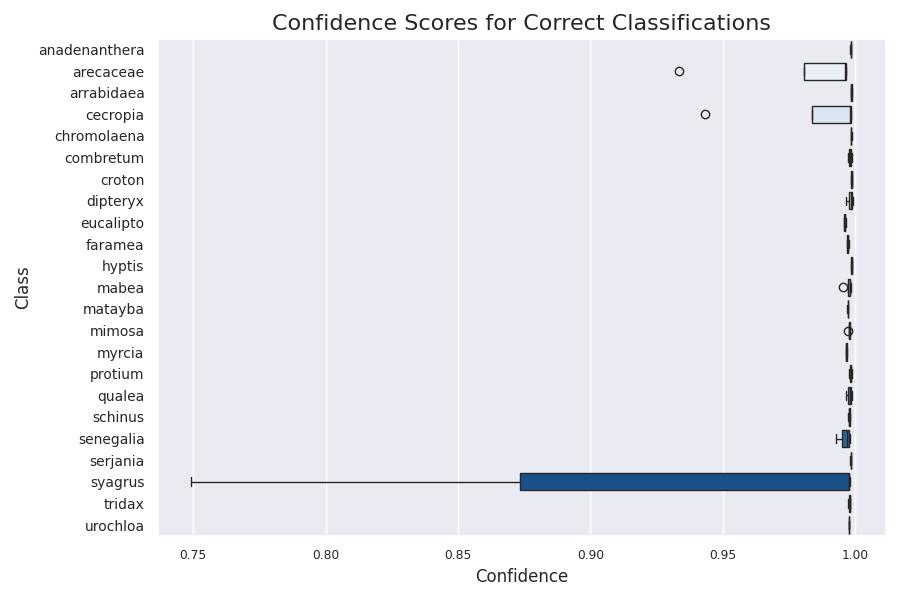 Confidence Scores for Correct Classifications
anadenanthera
arecaceae
arrabidaea
cecropia
chromolaena
combretum
croton
dipteryx
eucalipto
faramea
hyptis
mabea
matayba
mimosa
myrcia
protium
qualea
schinus
senegalia
serjania
syagrus
tridax
urochloa
Class
0.75 0.80 0.85 0.90 0.95 1.00
Confidence